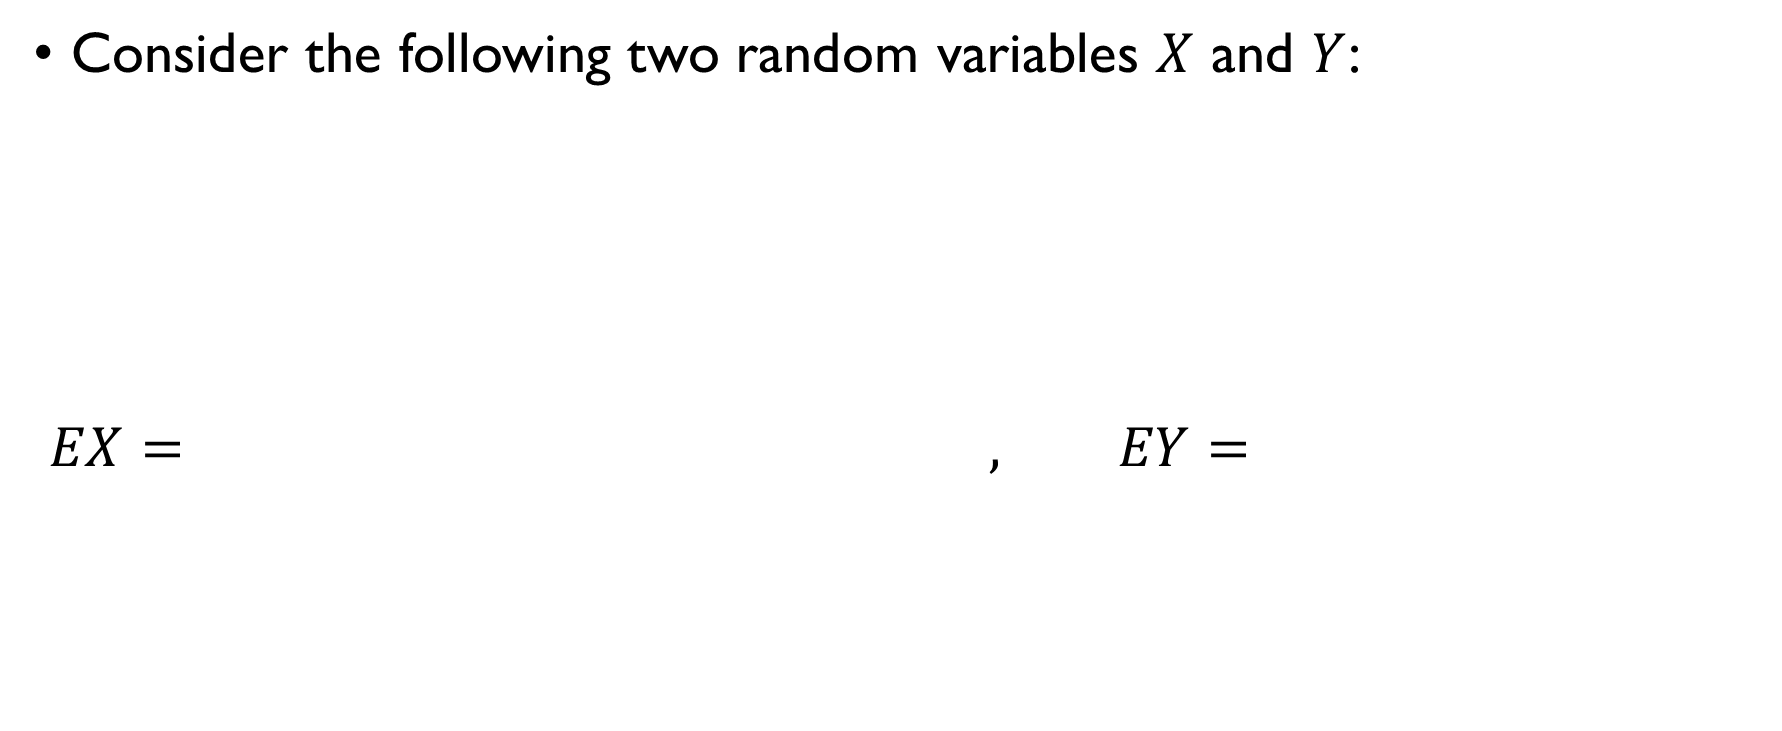 • Consider the following two random variables X and Y:
EX = , EY =